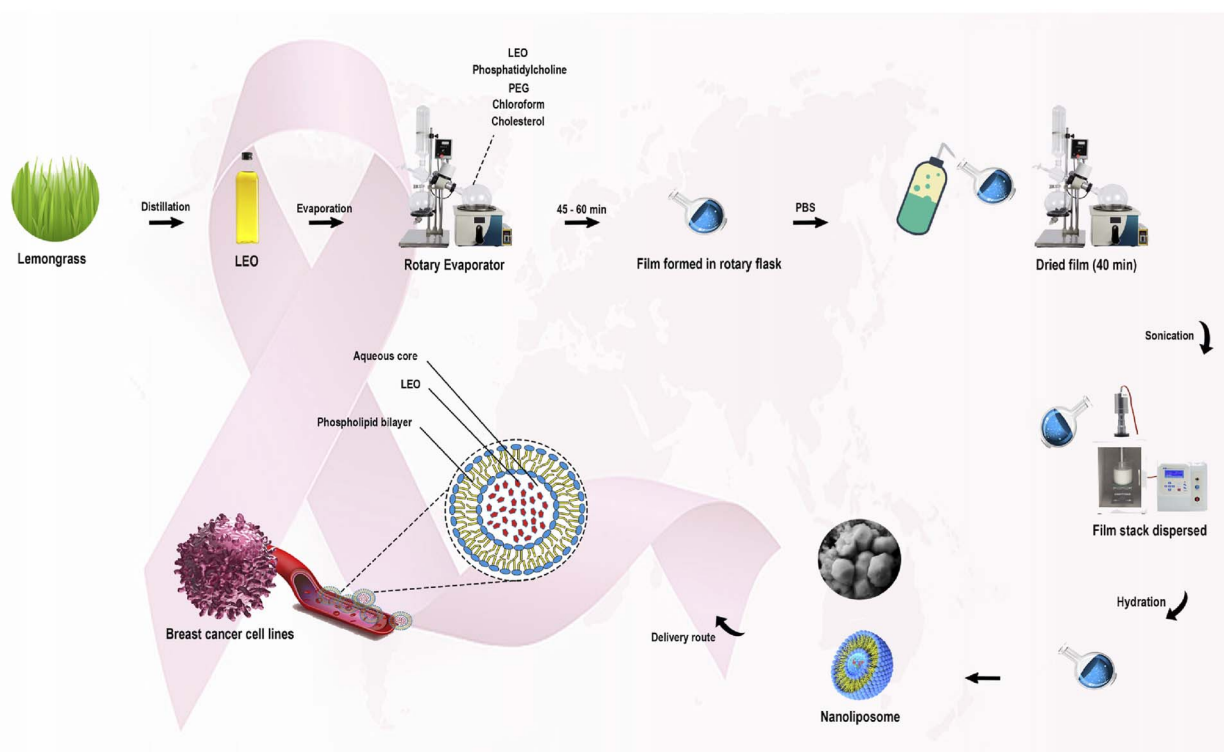 LEO
Phosphatidylcholine
PEG
Chloroform
Cholesterol
Distillation
Evaporation
45 - 60 min
PBS
Lemongrass
LEO
Rotary Evaporator
Film formed in rotary flask
Dried film (40 min)
Sonication
Aqueous core
LEO
Phospholipid bilayer
Film stack dispersed
Hydration
Breast cancer cell lines
Delivery route
Nanoliposome